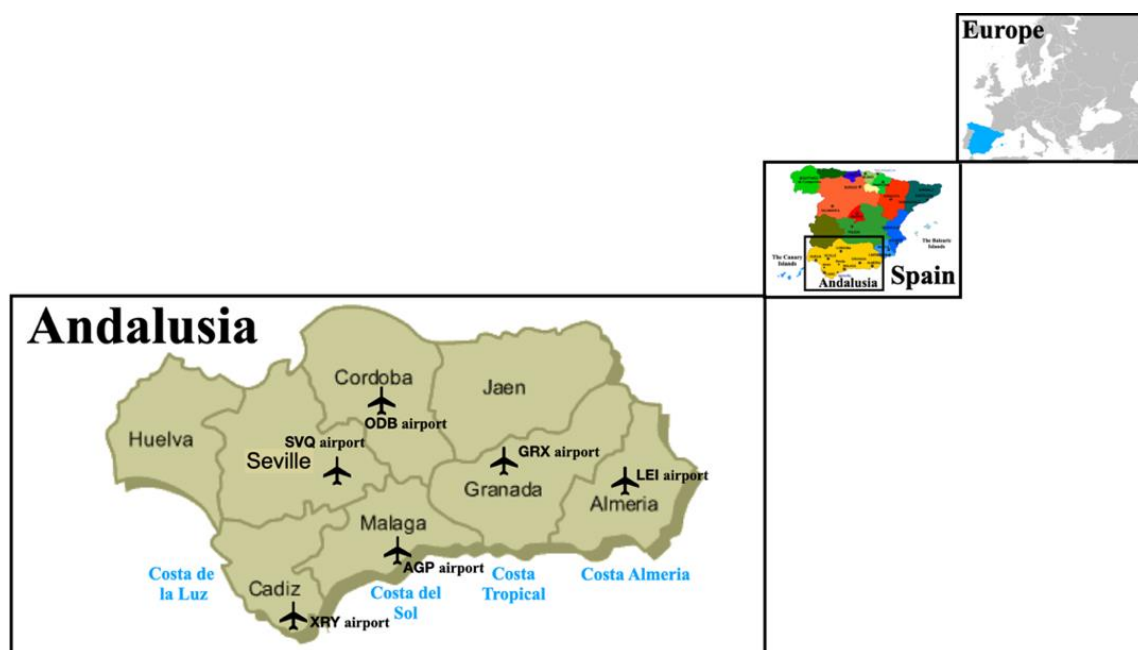 Europe
The Balearic
Islands
The Canary
Islands
Andalusia
Spain
Andalusia
Cordoba
Jaen
ODB airport
Huelva
SVQ airport
Seville
GRX airport
LEI airport
Granada
Almeria
Malaga
AGP airport
Costa de
la Luz
Costa
Tropical
Costa Almeria
Cadiz
Costa del
Sol
XRY airport